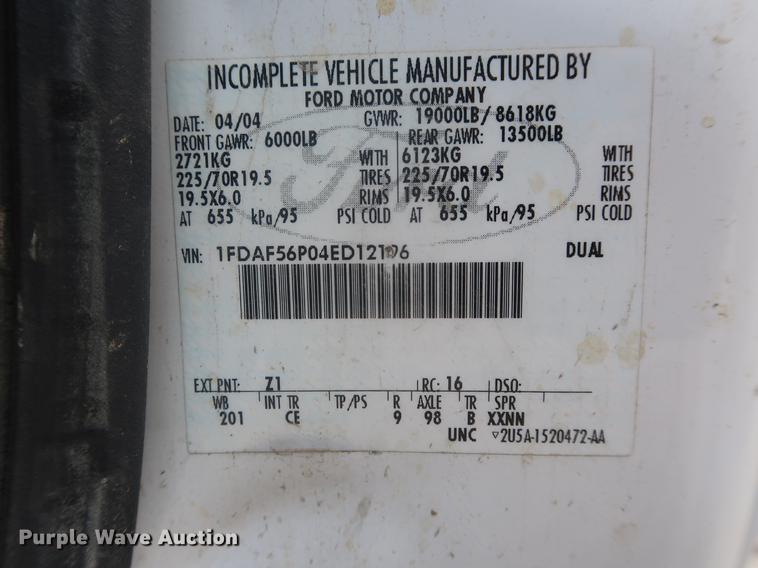 INCOMPLETE VEHICLE MANUFACTURED BY
FORD MOTOR COMPANY
DATE: 04/04 GVWR: 19000LB/ 8618KG
FRONT GAWR: 6000LB REAR GAWR: 13500LB
2721KG WITH 6123KG WITH
225/70R19.5 TIRES 225/70R19.5 TIRES
19.5X6.0 RIMS 19.5X6.0 RIMS
AT 655 kPa/95 PSI COLD AT 655 kPa/95 PSI COLD
Ford
VIN: 1FDAF56P04ED12196 DUAL
EXT PNT: Z1 RC: 16 DSO:
WB INT TR TP/PS R AXLE TR SPR
201 CE 9 98 B XXNN
UNC ▽2U5A-1520472-AA
Purple Wave Auction